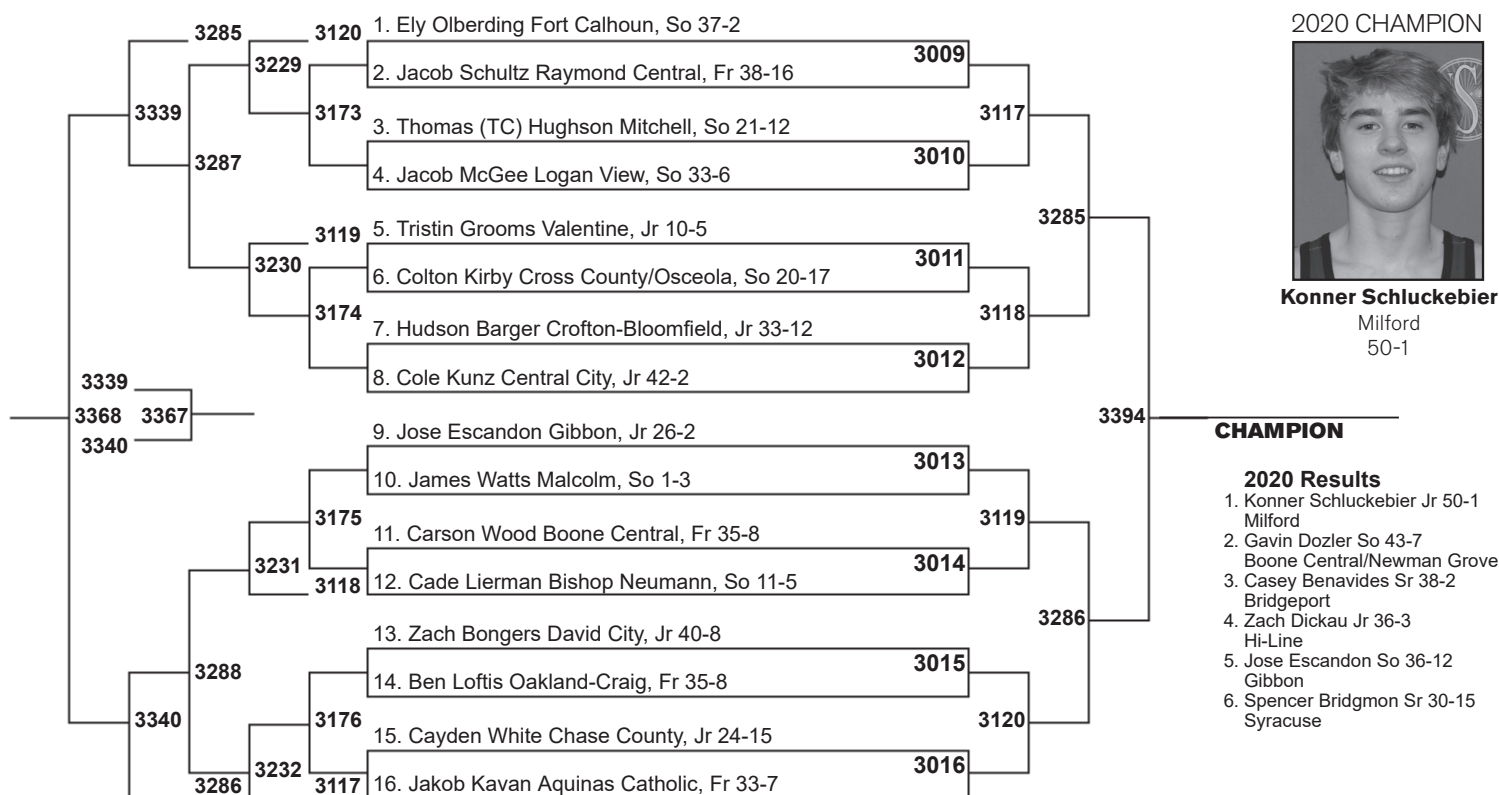 3285
3120
1. Ely Olberding Fort Calhoun, So 37-2
3229
3009
2. Jacob Schultz Raymond Central, Fr 38-16
3339
3173
3117
3. Thomas (TC) Hughson Mitchell, So 21-12
3287
3010
4. Jacob McGee Logan View, So 33-6
3285
3119
5. Tristin Grooms Valentine, Jr 10-5
3230
3011
6. Colton Kirby Cross County/Osceola, So 20-17
3174
3118
7. Hudson Barger Crofton-Bloomfield, Jr 33-12
3012
8. Cole Kunz Central City, Jr 42-2
3339
3368
3367
3340
3394
9. Jose Escandon Gibbon, Jr 26-2
3013
10. James Watts Malcolm, So 1-3
3175
3119
11. Carson Wood Boone Central, Fr 35-8
3231
3014
3118
12. Cade Lierman Bishop Neumann, So 11-5
3286
13. Zach Bongers David City, Jr 40-8
3288
3015
14. Ben Loftis Oakland-Craig, Fr 35-8
3340
3176
3120
15. Cayden White Chase County, Jr 24-15
3232
3016
3286
3117
16. Jakob Kavan Aquinas Catholic, Fr 33-7
2020 CHAMPION
S
Konner Schluckebier
Milford
50-1
CHAMPION
2020 Results
1. Konner Schluckebier Jr 50-1
Milford
2. Gavin Dozler So 43-7
Boone Central/Newman Grove
3. Casey Benavides Sr 38-2
Bridgeport
4. Zach Dickau Jr 36-3
Hi-Line
5. Jose Escandon So 36-12
Gibbon
6. Spencer Bridgmon Sr 30-15
Syracuse